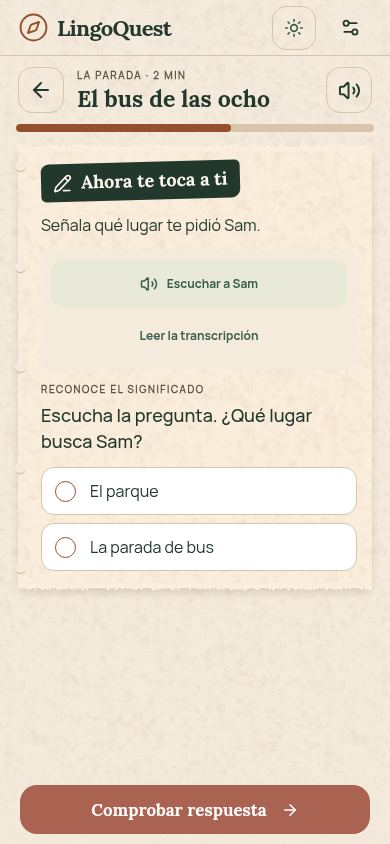 LingoQuest
LA PARADA · 2 MIN
El bus de las ocho
Ahora te toca a ti
Señala qué lugar te pidió Sam.
Escuchar a Sam
Leer la transcripción
RECONOCE EL SIGNIFICADO
Escucha la pregunta. ¿Qué lugar
busca Sam?
El parque
La parada de bus
Comprobar respuesta